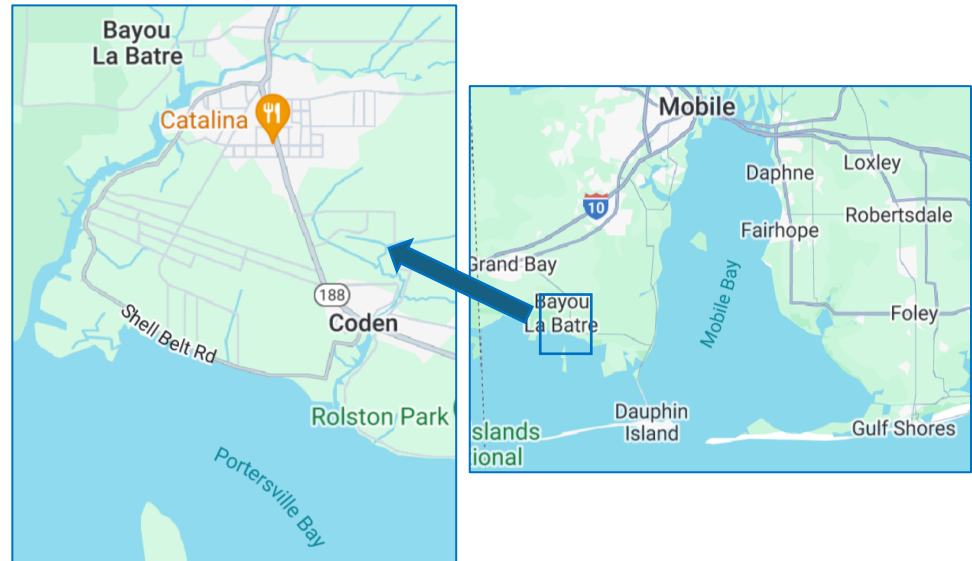 Bayou
La Batre
Catalina
188
Coden
Shell Belt Rd
Rolston Park
Portersville Bay
Mobile
Loxley
Daphne
10
Robertsdale
Fairhope
Grand Bay
Mobile Bay
Bayou
La Batre
Foley
Dauphin
Island
Gulf Shores
slands
ional